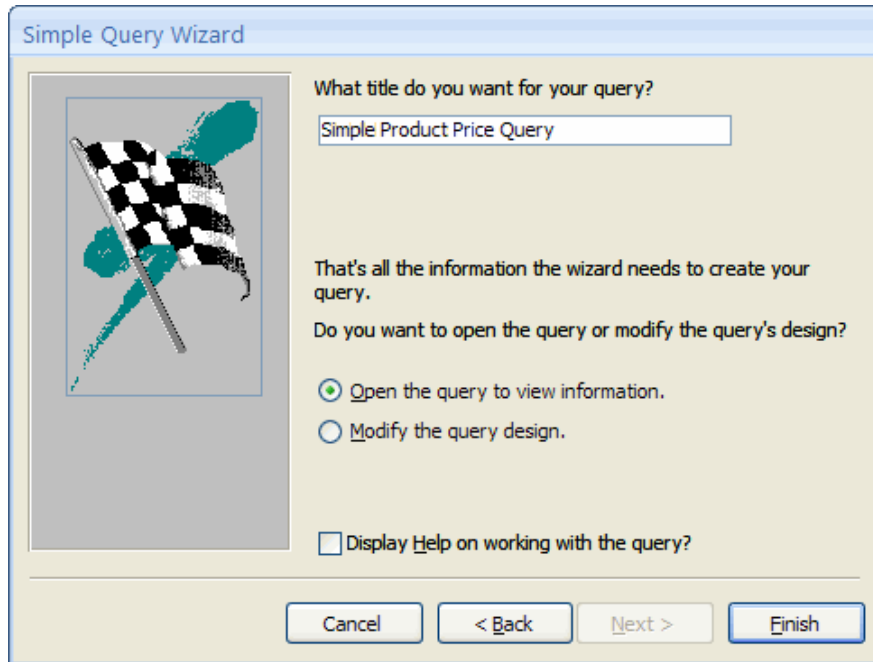 Simple Query Wizard
What title do you want for your query?
Simple Product Price Query
That's all the information the wizard needs to create your
query.
Do you want to open the query or modify the query's design?
Open the query to view information.
Modify the query design.
Display Help on working with the query?
Cancel
< Back
Next >
Finish